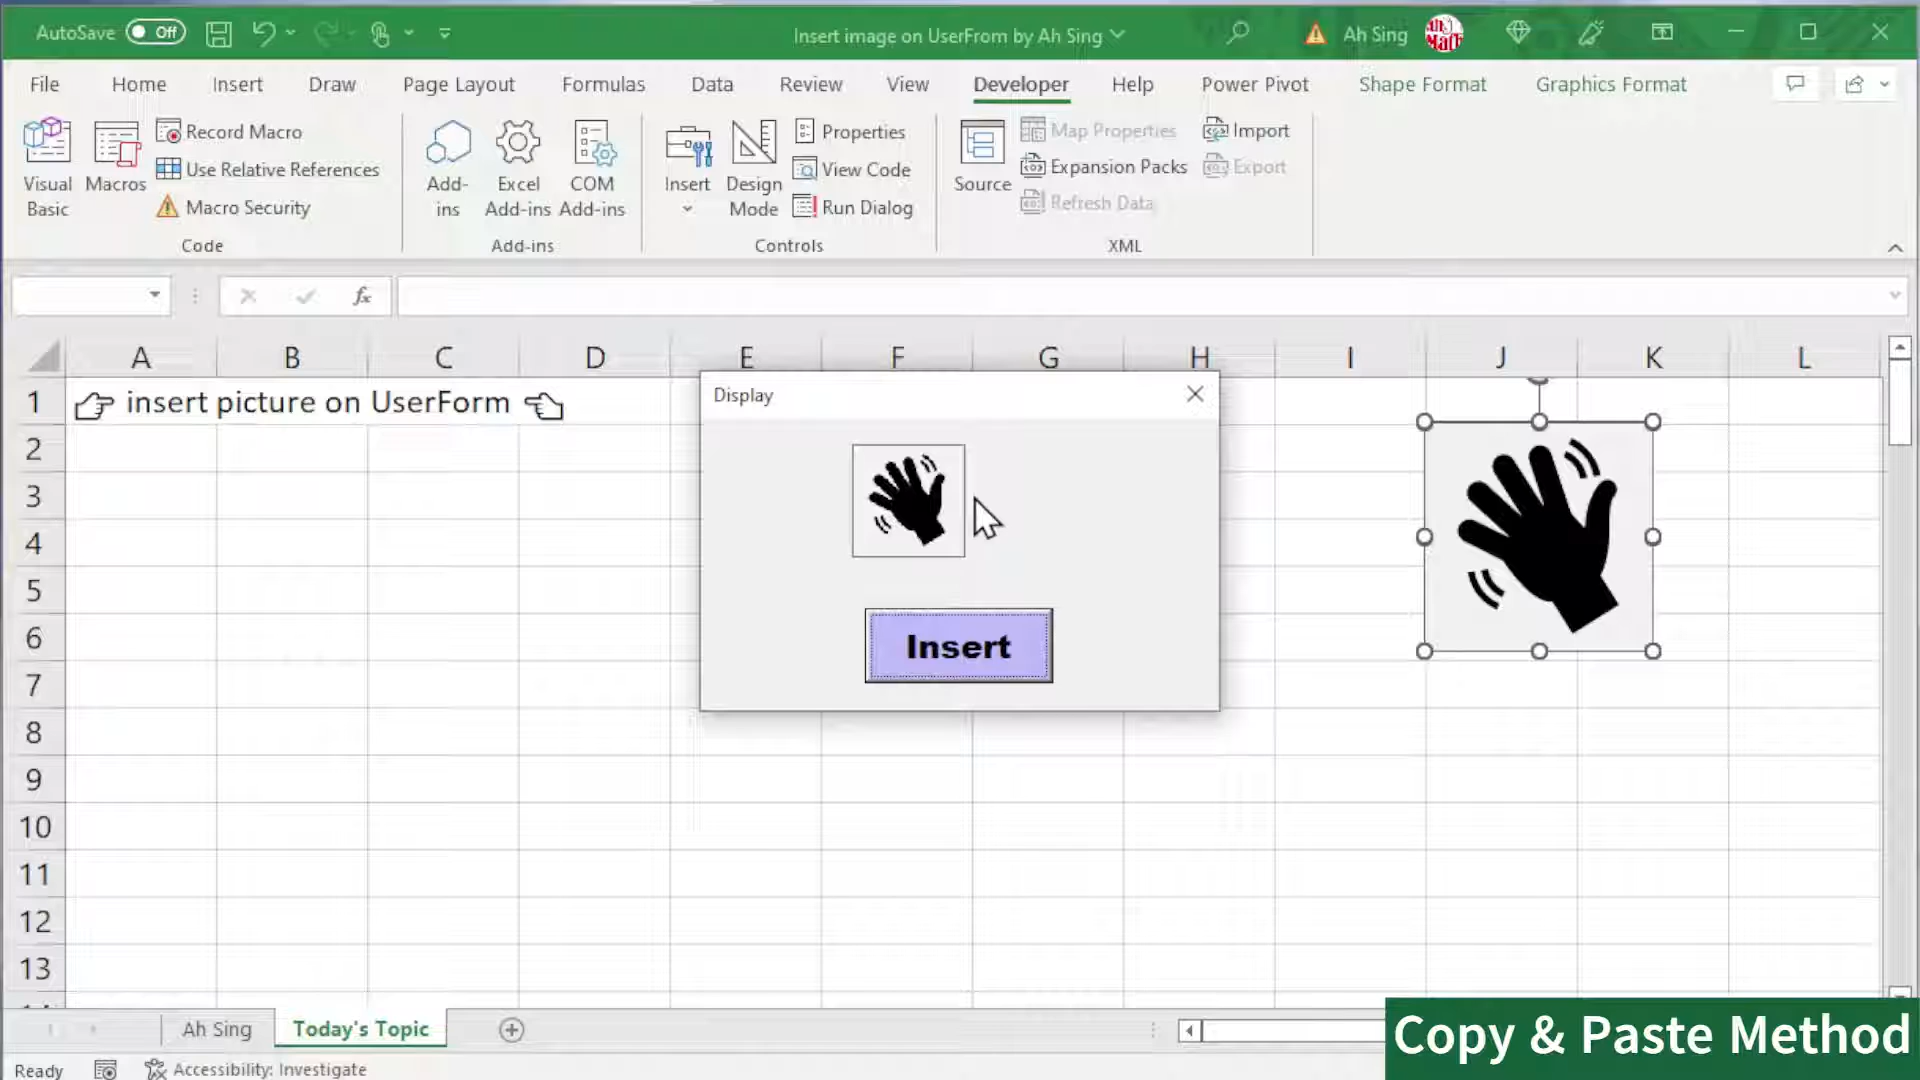 AutoSave Off Insert image on UserFrom by Ah Sing Ah Sing
File Home Insert Draw Page Layout Formulas Data Review View Developer Help Power Pivot Shape Format Graphics Format
Visual Basic
Macros
Record Macro
Use Relative References
Macro Security
Code
Add-ins
Excel Add-ins
COM Add-ins
Add-ins
Insert
Design Mode
Properties
View Code
Run Dialog
Controls
Source
Map Properties
Expansion Packs
Refresh Data
Import
Export
XML
fx
A B C D E F G H I J K L
1 insert picture on UserForm
2
3
4
5
6
7
8
9
10
11
12
13
Display
Insert
Ah Sing Today's Topic
Copy & Paste Method
Ready Accessibility: Investigate